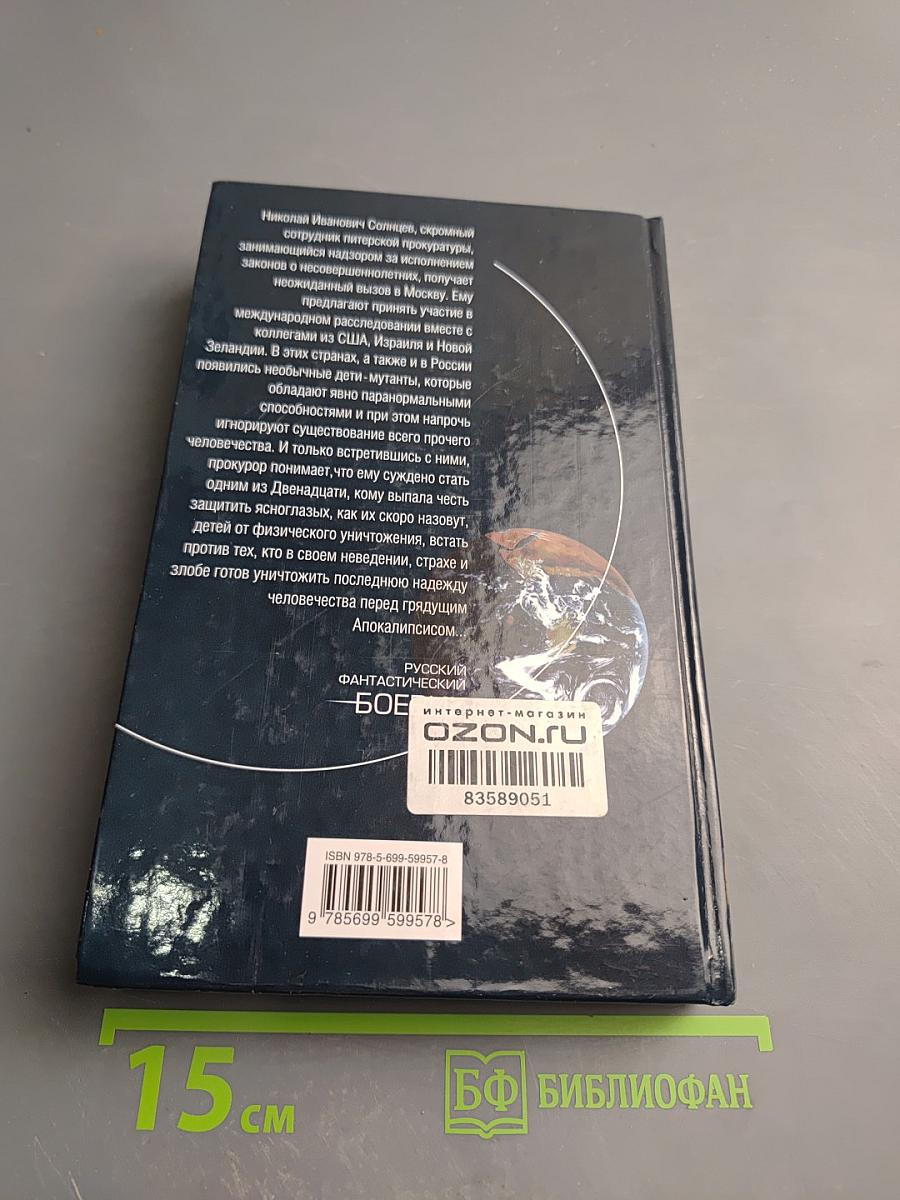 Николай Иванович Солнцев, скромный
сотрудник питерской прокуратуры,
занимающийся надзором за исполнением
законов о несовершеннолетних, получает
неожиданный вызов в Москву. Ему
предлагают принять участие в
международном расследовании вместе с
коллегами из США, Израиля и Новой
Зеландии. В этих странах, а также и в России
появились необычные дети-мутанты, которые
обладают явно паранормальными
способностями и при этом напрочь
игнорируют существование всего прочего
человечества. И только встретившись с ними,
прокурор понимает,что ему суждено стать
одним из Двенадцати, кому выпала честь
защитить ясноглазых, как их скоро назовут,
детей от физического уничтожения, встать
против тех, кто в своем неведении, страхе и
злобе готов уничтожить последнюю надежду
человечества перед грядущим
Апокалипсисом...
РУССКИЙ
ФАНТАСТИЧЕСКИЙ
интернет-магазин
OZON.ru
83589051
ISBN 978-5-699-59957-8
9 785699 599578 >
15 см
БФ БИБЛИОФАН